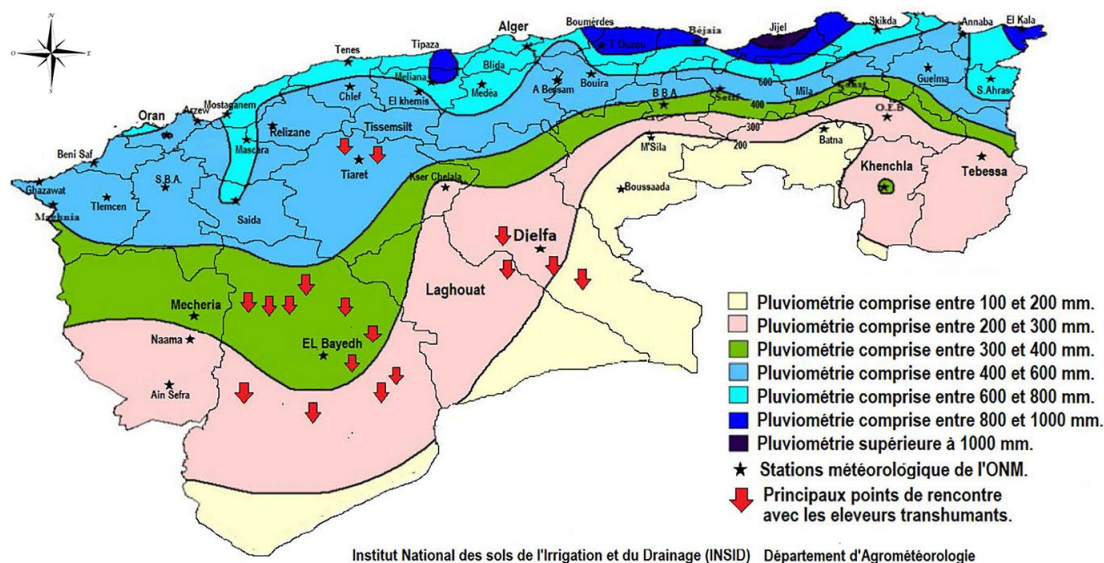 N
O
E
S
Alger
Boumérdes
T Ouzou
Béjaia
Jijel
Skikda
Annaba
El Kala
Tipaza
Tenes
Blida
Meliana
El khemis
Medéa
A Bessam
Bouira
B B A
Setif
Mila
Guelma
S.Ahras
O.E.B
Chlef
Mostaganem
Arzew
Oran
Relizane
Tissemsilt
Mascara
Tiaret
Kser Chelala
M'Sila
Batna
Khenchla
Tebessa
600
400
300
200
Beni Saf
Ghazawat
Maghnia
Tlemcen
S.B.A.
Saida
Boussaada
Djelfa
Laghouat
Mecheria
Naama
EL Bayedh
Ain Sefra
Pluviométrie comprise entre 100 et 200 mm.
Pluviométrie comprise entre 200 et 300 mm.
Pluviométrie comprise entre 300 et 400 mm.
Pluviométrie comprise entre 400 et 600 mm.
Pluviométrie comprise entre 600 et 800 mm.
Pluviométrie comprise entre 800 et 1000 mm.
Pluviométrie supérieure à 1000 mm.
Stations météorologique de l'ONM.
Principaux points de rencontre
avec les eleveurs transhumants.
Institut National des sols de l'Irrigation et du Drainage (INSID) Département d'Agrométéorologie